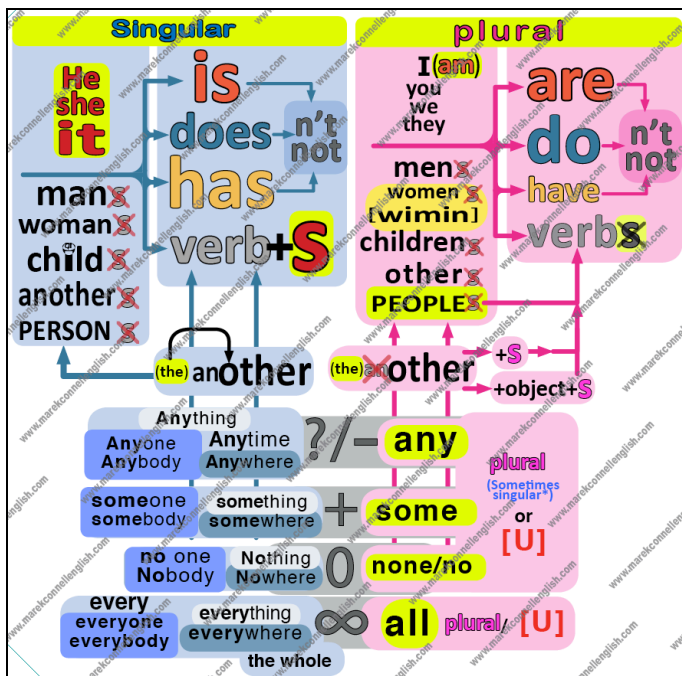 Singular
plural
He
she
it
is
does
has
verb+S
n't
not
man s
woman s
child s
another s
PERSON s
I (am)
you
we
they
are
do
have
verbs
n't
not
men s
women s
[wimin]
children s
other s
PEOPLE s
(the) another
(the) an other
+S
+object+S
Anything
Anyone
Anybody
Anytime
Anywhere
?/−
any
someone
somebody
something
somewhere
+
some
no one
Nobody
Nothing
Nowhere
0
none/no
plural
(Sometimes
singular*)
or
[U]
every
everyone
everybody
everything
everywhere
the whole
∞
all plural/ [U]
www.marekconnellenglish.com